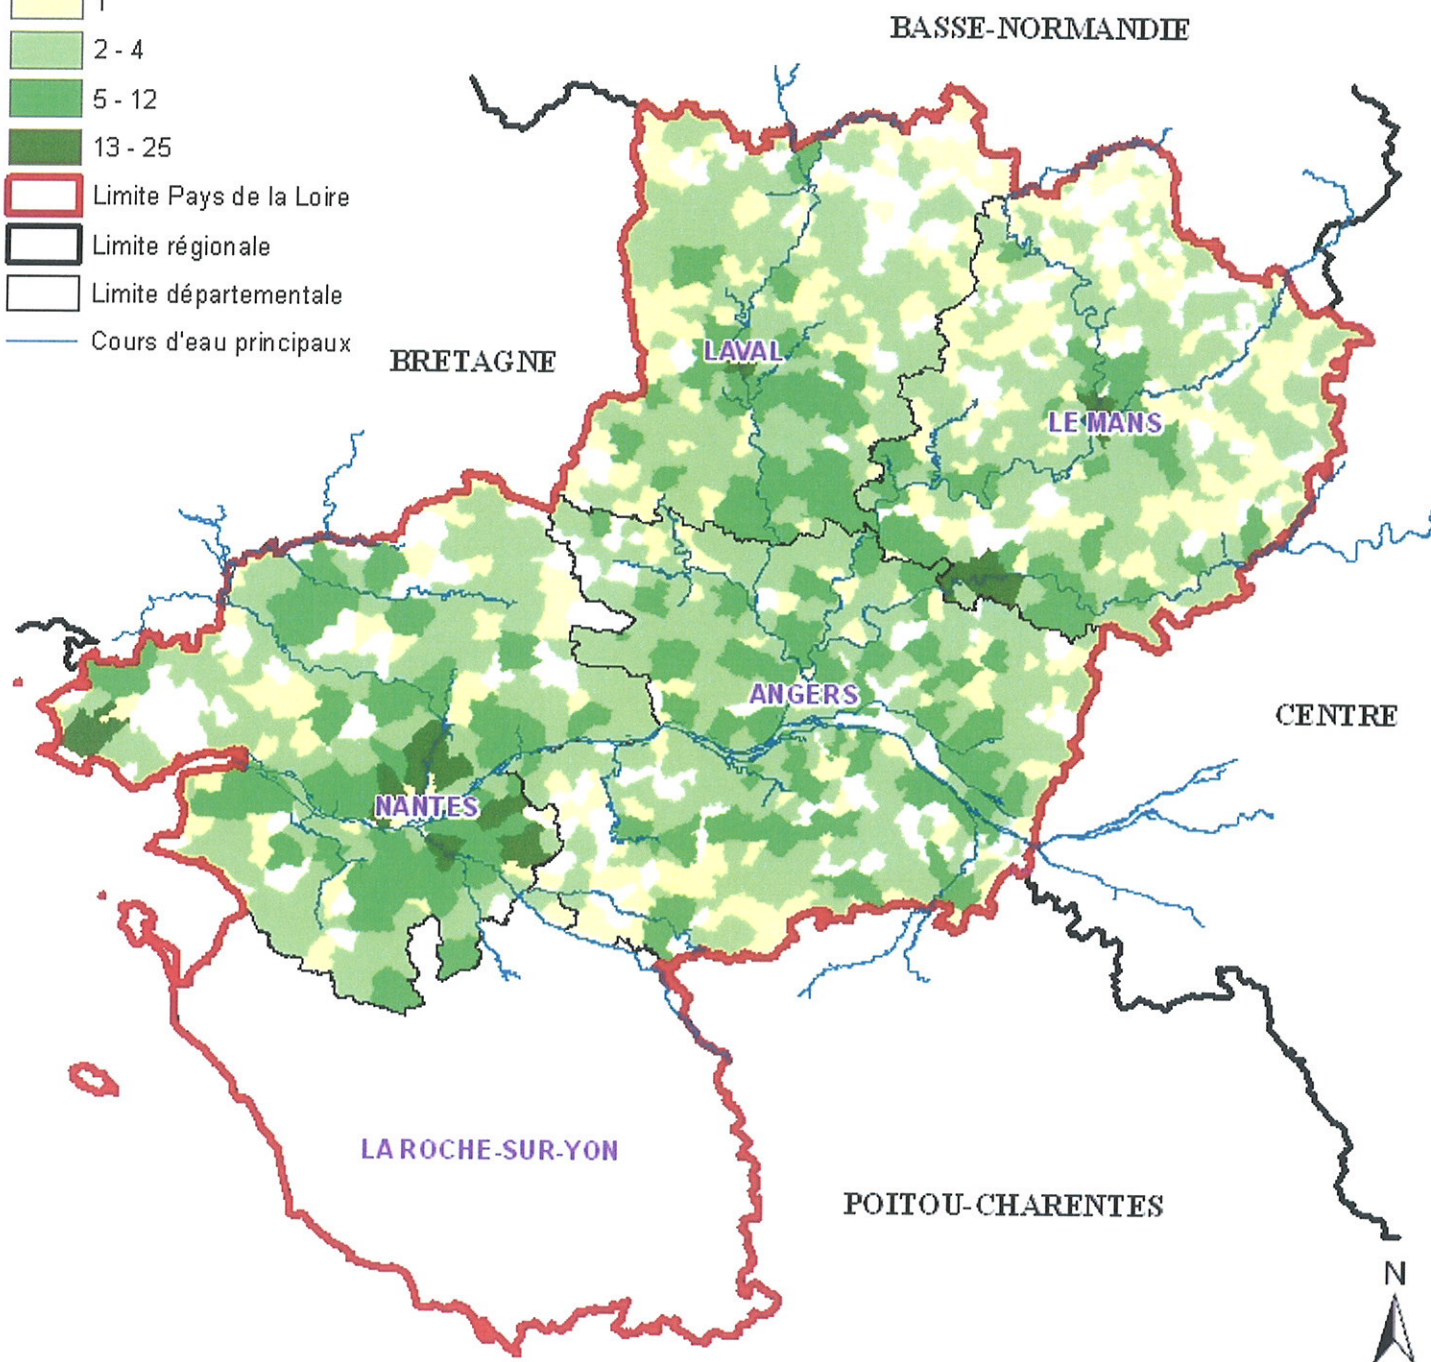 1
2 - 4
5 - 12
13 - 25
Limite Pays de la Loire
Limite régionale
Limite départementale
Cours d'eau principaux
BASSE-NORMANDIE
BRETAGNE
LAVAL
LE MANS
ANGERS
CENTRE
NANTES
LA ROCHE-SUR-YON
POITOU-CHARENTES
N